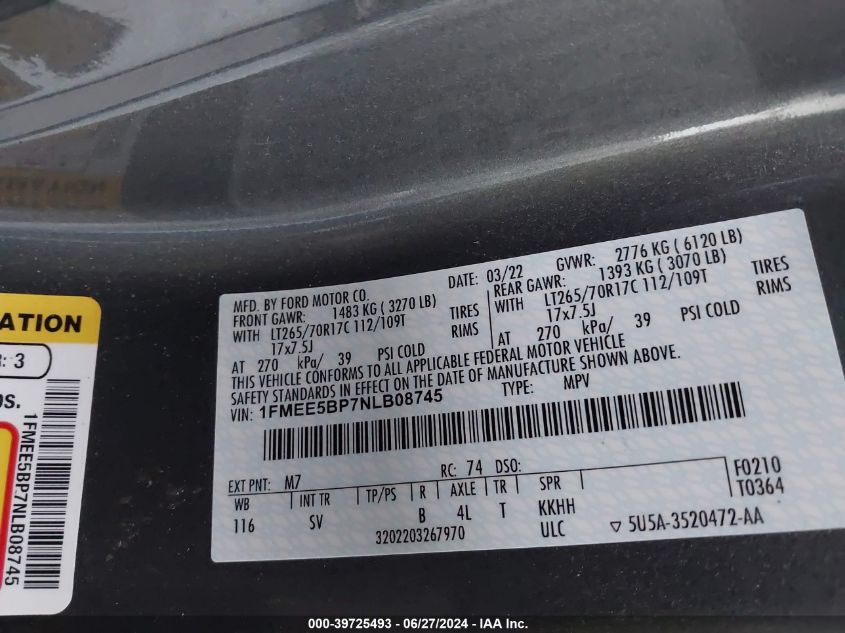 ATION
: 3
OS.
1FMEE5BP7NLB08745
MFD. BY FORD MOTOR CO.
DATE: 03/22
GVWR: 2776 KG ( 6120 LB)
FRONT GAWR: 1483 KG ( 3270 LB)
WITH LT265/70R17C 112/109T TIRES
17x7.5J RIMS
AT 270 kPa/ 39 PSI COLD
REAR GAWR: 1393 KG ( 3070 LB)
WITH LT265/70R17C 112/109T TIRES
17x7.5J RIMS
AT 270 kPa/ 39 PSI COLD
THIS VEHICLE CONFORMS TO ALL APPLICABLE FEDERAL MOTOR VEHICLE
SAFETY STANDARDS IN EFFECT ON THE DATE OF MANUFACTURE SHOWN ABOVE.
VIN: 1FMEE5BP7NLB08745
TYPE: MPV
EXT PNT: M7 RC: 74 DSO:
WB INT TR TP/PS R AXLE TR SPR
116 SV B 4L T KKHH
ULC
F0210
T0364
3202203267970
▽ 5U5A-3520472-AA
000-39725493 - 06/27/2024 - IAA Inc.